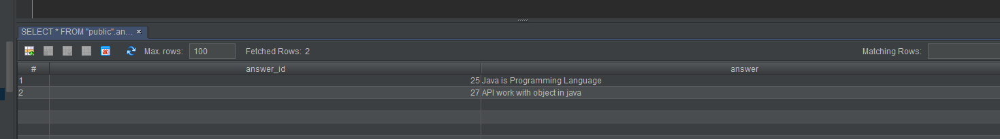 SELECT * FROM "public".an... ×
Max. rows: 100 Fetched Rows: 2 Matching Rows:
# answer_id answer
1 25 Java is Programming Language
2 27 API work with object in java